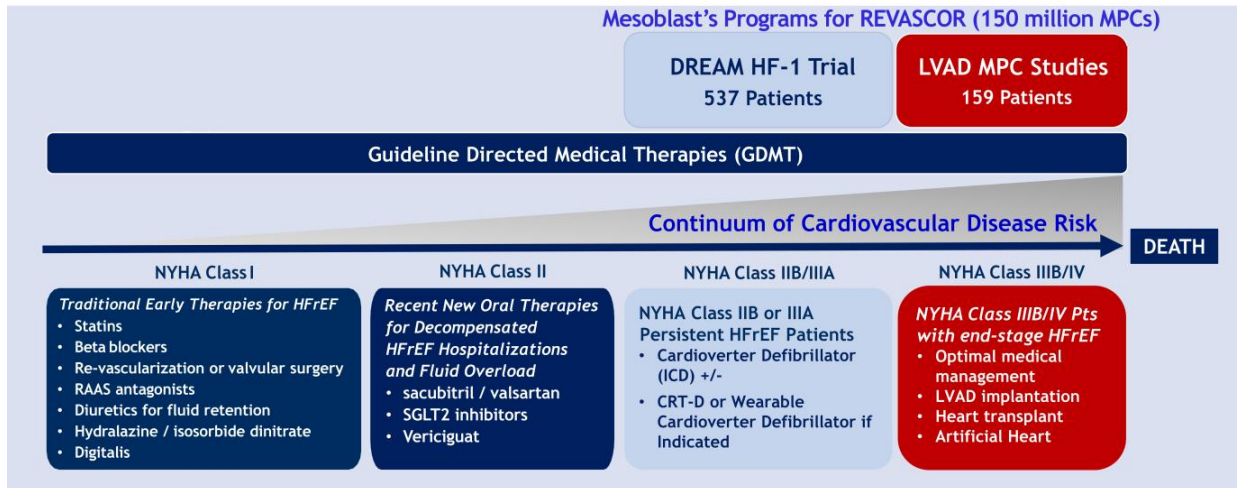 Mesoblast's Programs for REVASCOR (150 million MPCs)
DREAM HF-1 Trial
537 Patients
LVAD MPC Studies
159 Patients
Guideline Directed Medical Therapies (GDMT)
Continuum of Cardiovascular Disease Risk
DEATH
NYHA Class I
Traditional Early Therapies for HFrEF
• Statins
• Beta blockers
• Re-vascularization or valvular surgery
• RAAS antagonists
• Diuretics for fluid retention
• Hydralazine / isosorbide dinitrate
• Digitalis
NYHA Class II
Recent New Oral Therapies
for Decompensated
HFrEF Hospitalizations
and Fluid Overload
• sacubitril / valsartan
• SGLT2 inhibitors
• Vericiguat
NYHA Class IIB/IIIA
NYHA Class IIB or IIIA
Persistent HFrEF Patients
• Cardioverter Defibrillator
(ICD) +/-
• CRT-D or Wearable
Cardioverter Defibrillator if
Indicated
NYHA Class IIIB/IV
NYHA Class IIIB/IV Pts
with end-stage HFrEF
• Optimal medical
management
• LVAD implantation
• Heart transplant
• Artificial Heart